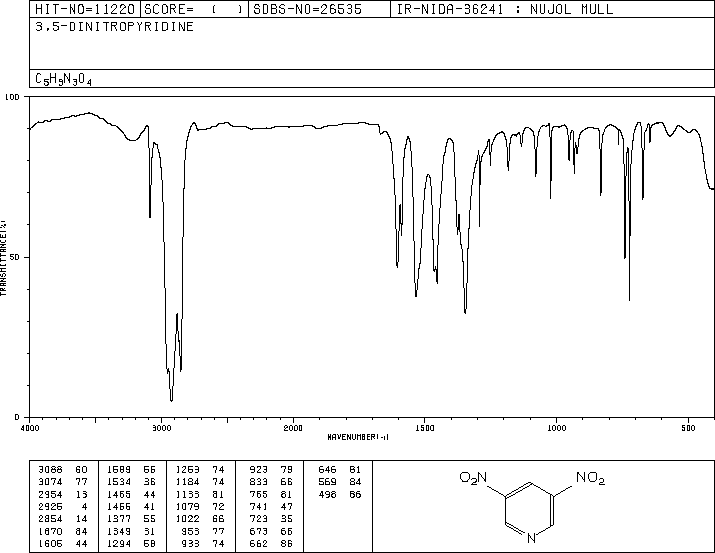 HIT-NO=11220 SCORE= ( ) SDBS-NO=26535 IR-NIDA-36241 : NUJOL MULL
3,5-DINITROPYRIDINE
C5H3N3O4
100
50
0
TRANSMITTANCE(%)
4000 3000 2000 1500 1000 500
WAVENUMBER(-1)
3088 60 1589 55 1253 74 923 79 646 81
3074 77 1534 36 1184 74 833 66 569 84
2954 13 1465 44 1133 81 765 81 498 86
2925 4 1455 41 1079 72 741 47
2854 14 1377 55 1022 66 723 35
1670 84 1349 31 953 77 673 66
1605 44 1294 58 933 74 662 86
O2N NO2
N